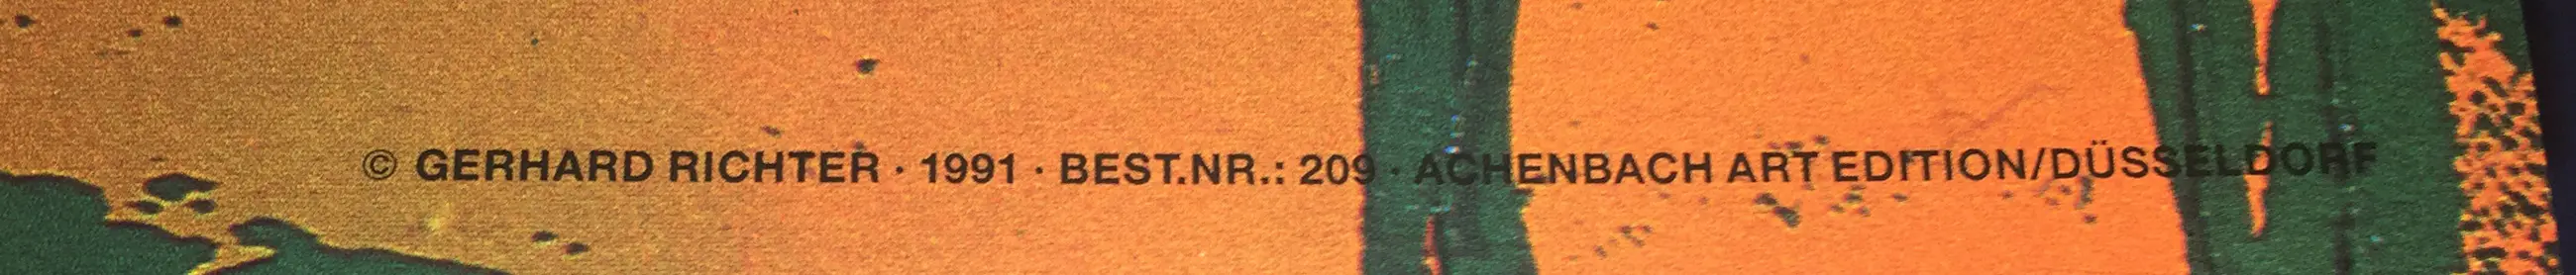 © GERHARD RICHTER · 1991 · BEST.NR.: 209 · ACHENBACH ART EDITION/DÜSSELDORF